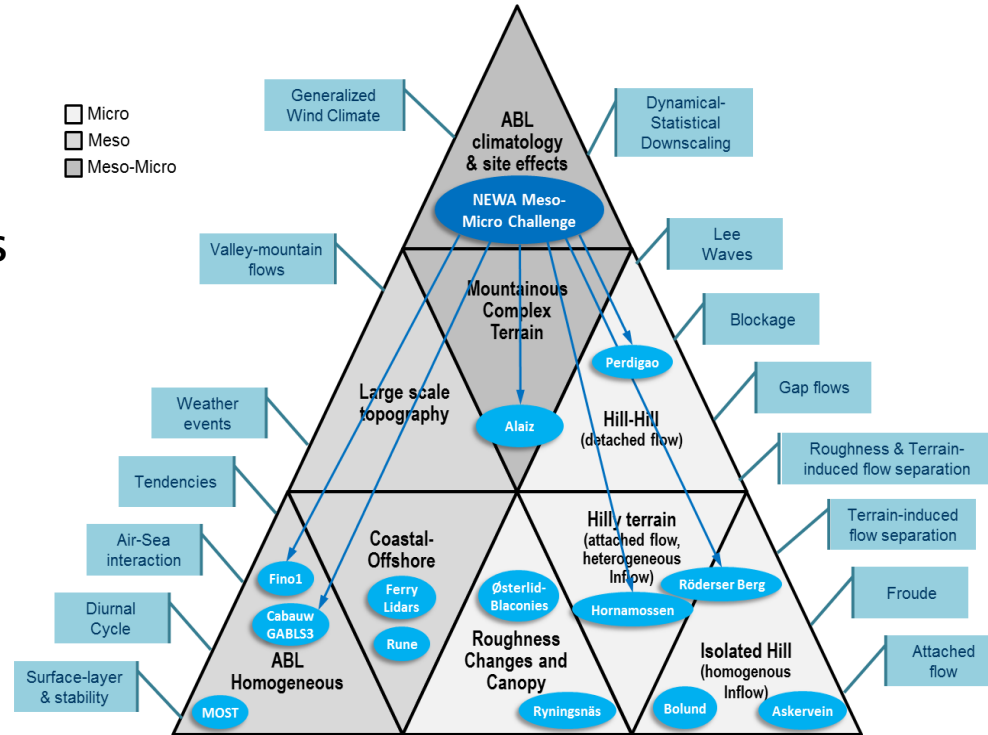 Generalized
Wind Climate
Dynamical-
Statistical
Downscaling
Micro
Meso
Meso-Micro
ABL
climatology
& site effects
NEWA Meso-
Micro Challenge
s
Valley-mountain
flows
Lee
Waves
Mountainous
Complex
Terrain
Blockage
Perdigao
Large scale
topography
Gap flows
Weather
events
Alaiz
Hill-Hill
(detached flow)
Roughness & Terrain-
induced flow separation
Tendencies
Terrain-induced
flow separation
Air-Sea
interaction
Coastal-
Offshore
Hilly terrain
(attached flow,
heterogeneous
Inflow)
Fino1
Ferry
Lidars
Østerlid-
Blaconies
Röderser Berg
Froude
Diurnal
Cycle
Cabauw
GABLS3
Rune
Hornamossen
Roughness
Changes and
Canopy
ABL
Homogeneous
Isolated Hill
(homogenous
Inflow)
Attached
flow
Surface-layer
& stability
MOST
Ryningsnäs
Bolund
Askervein